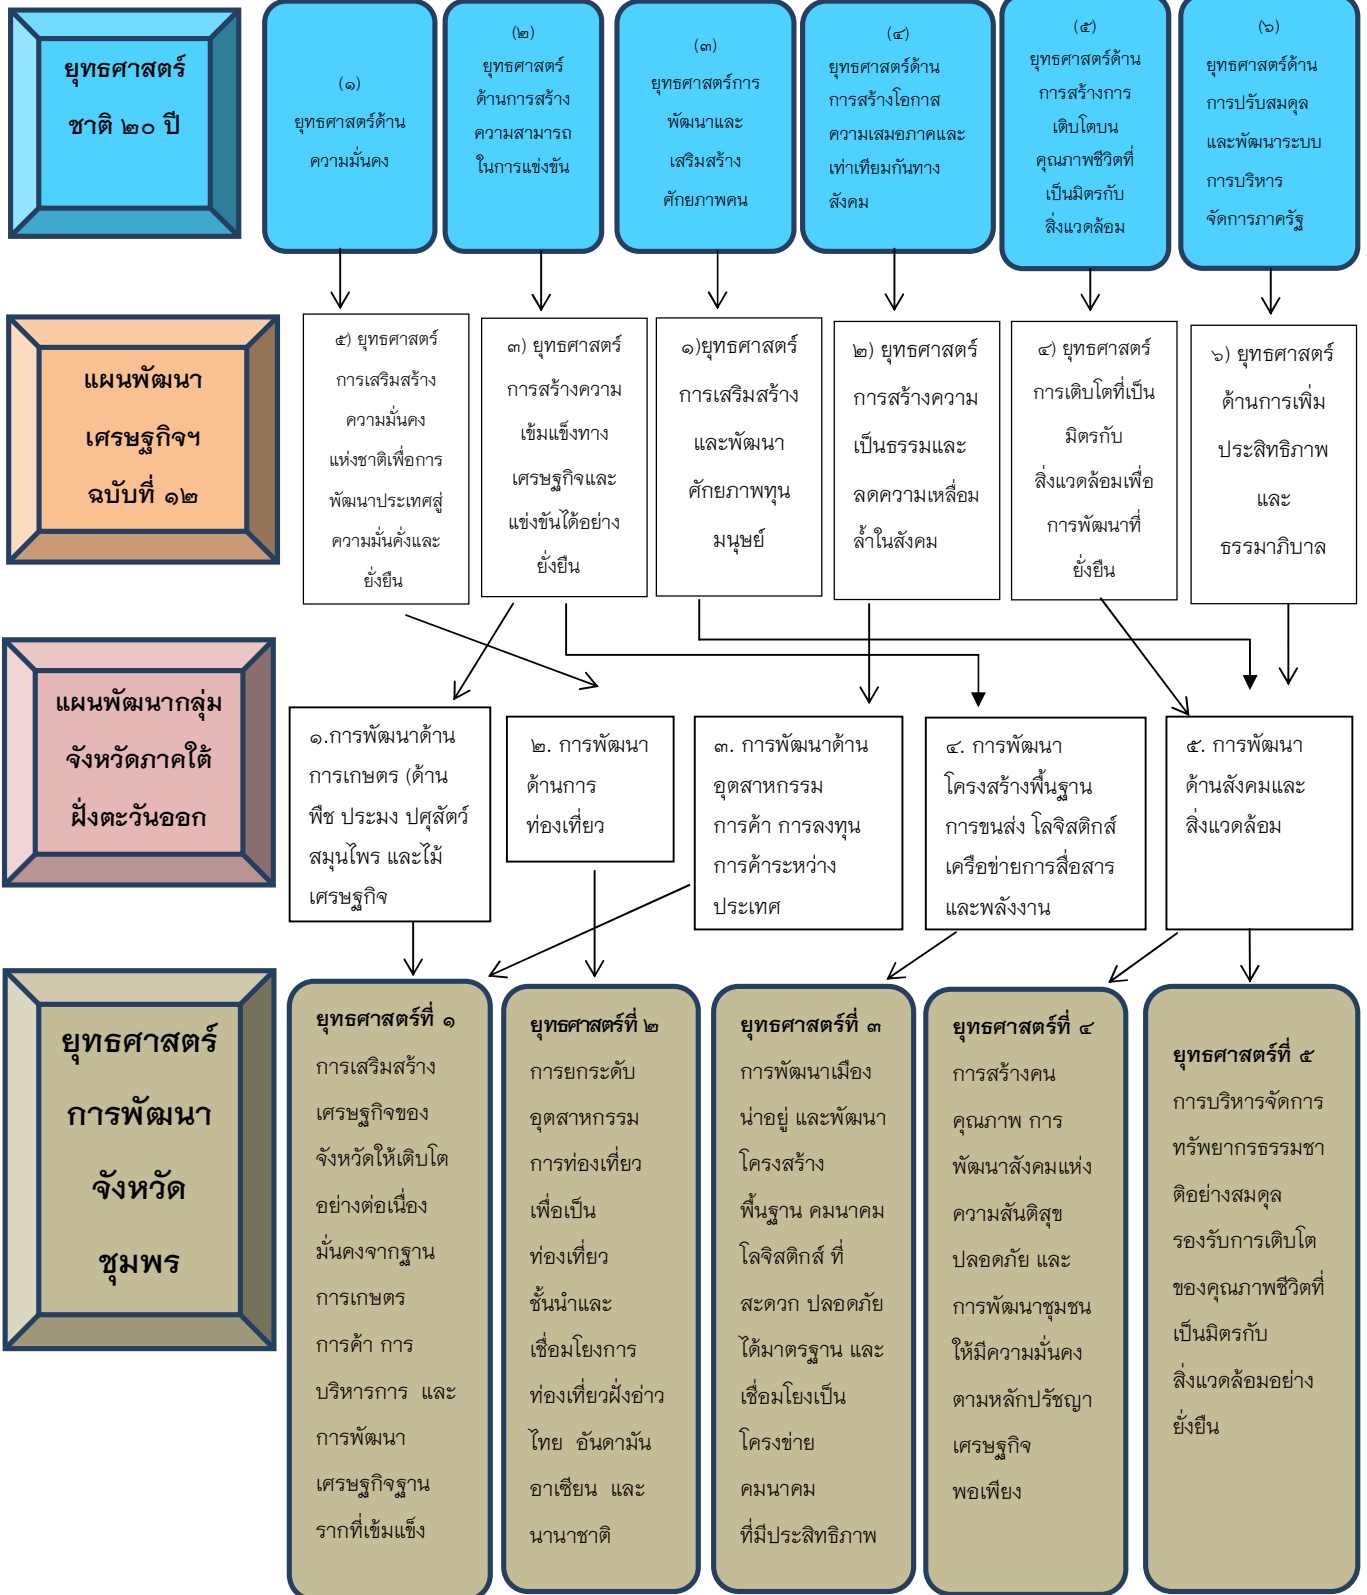 ยุทธศาสตร์
ชาติ ๒๐ ปี
(๑)
ยุทธศาสตร์ด้าน
ความมั่นคง
(๒)
ยุทธศาสตร์
ด้านการสร้าง
ความสามารถ
ในการแข่งขัน
(๓)
ยุทธศาสตร์การ
พัฒนาและ
เสริมสร้าง
ศักยภาพคน
(๔)
ยุทธศาสตร์ด้าน
การสร้างโอกาส
ความเสมอภาคและ
เท่าเทียมกันทาง
สังคม
(๕)
ยุทธศาสตร์ด้าน
การสร้างการ
เติบโตบน
คุณภาพชีวิตที่
เป็นมิตรกับ
สิ่งแวดล้อม
(๖)
ยุทธศาสตร์ด้าน
การปรับสมดุล
และพัฒนาระบบ
การบริหาร
จัดการภาครัฐ
แผนพัฒนา
เศรษฐกิจฯ
ฉบับที่ ๑๒
๕) ยุทธศาสตร์
การเสริมสร้าง
ความมั่นคง
แห่งชาติเพื่อการ
พัฒนาประเทศสู่
ความมั่นคั่งและ
ยั่งยืน
๓) ยุทธศาสตร์
การสร้างความ
เข้มแข็งทาง
เศรษฐกิจและ
แข่งขันได้อย่าง
ยั่งยืน
๑)ยุทธศาสตร์
การเสริมสร้าง
และพัฒนา
ศักยภาพทุน
มนุษย์
๒) ยุทธศาสตร์
การสร้างความ
เป็นธรรมและ
ลดความเหลื่อม
ล้ำในสังคม
๔) ยุทธศาสตร์
การเติบโตที่เป็น
มิตรกับ
สิ่งแวดล้อมเพื่อ
การพัฒนาที่
ยั่งยืน
๖) ยุทธศาสตร์
ด้านการเพิ่ม
ประสิทธิภาพ
และ
ธรรมาภิบาล
แผนพัฒนากลุ่ม
จังหวัดภาคใต้
ฝั่งตะวันออก
๑.การพัฒนาด้าน
การเกษตร (ด้าน
พืช ประมง ปศุสัตว์
สมุนไพร และไม้
เศรษฐกิจ
๒. การพัฒนา
ด้านการ
ท่องเที่ยว
๓. การพัฒนาด้าน
อุตสาหกรรม
การค้า การลงทุน
การค้าระหว่าง
ประเทศ
๔. การพัฒนา
โครงสร้างพื้นฐาน
การขนส่ง โลจิสติกส์
เครือข่ายการสื่อสาร
และพลังงาน
๕. การพัฒนา
ด้านสังคมและ
สิ่งแวดล้อม
ยุทธศาสตร์
การพัฒนา
จังหวัด
ชุมพร
ยุทธศาสตร์ที่ ๑
การเสริมสร้าง
เศรษฐกิจของ
จังหวัดให้เติบโต
อย่างต่อเนื่อง
มั่นคงจากฐาน
การเกษตร
การค้า การ
บริหารการ และ
การพัฒนา
เศรษฐกิจฐาน
รากที่เข้มแข็ง
ยุทธศาสตร์ที่ ๒
การยกระดับ
อุตสาหกรรม
การท่องเที่ยว
เพื่อเป็น
ท่องเที่ยว
ชั้นนำและ
เชื่อมโยงการ
ท่องเที่ยวฝั่งอ่าว
ไทย อันดามัน
อาเซียน และ
นานาชาติ
ยุทธศาสตร์ที่ ๓
การพัฒนาเมือง
น่าอยู่ และพัฒนา
โครงสร้าง
พื้นฐาน คมนาคม
โลจิสติกส์ ที่
สะดวก ปลอดภัย
ได้มาตรฐาน และ
เชื่อมโยงเป็น
โครงข่าย
คมนาคม
ที่มีประสิทธิภาพ
ยุทธศาสตร์ที่ ๔
การสร้างคน
คุณภาพ การ
พัฒนาสังคมแห่ง
ความสันติสุข
ปลอดภัย และ
การพัฒนาชุมชน
ให้มีความมั่นคง
ตามหลักปรัชญา
เศรษฐกิจ
พอเพียง
ยุทธศาสตร์ที่ ๕
การบริหารจัดการ
ทรัพยากรธรรมชา
ติอย่างสมดุล
รองรับการเติบโต
ของคุณภาพชีวิตที่
เป็นมิตรกับ
สิ่งแวดล้อมอย่าง
ยั่งยืน